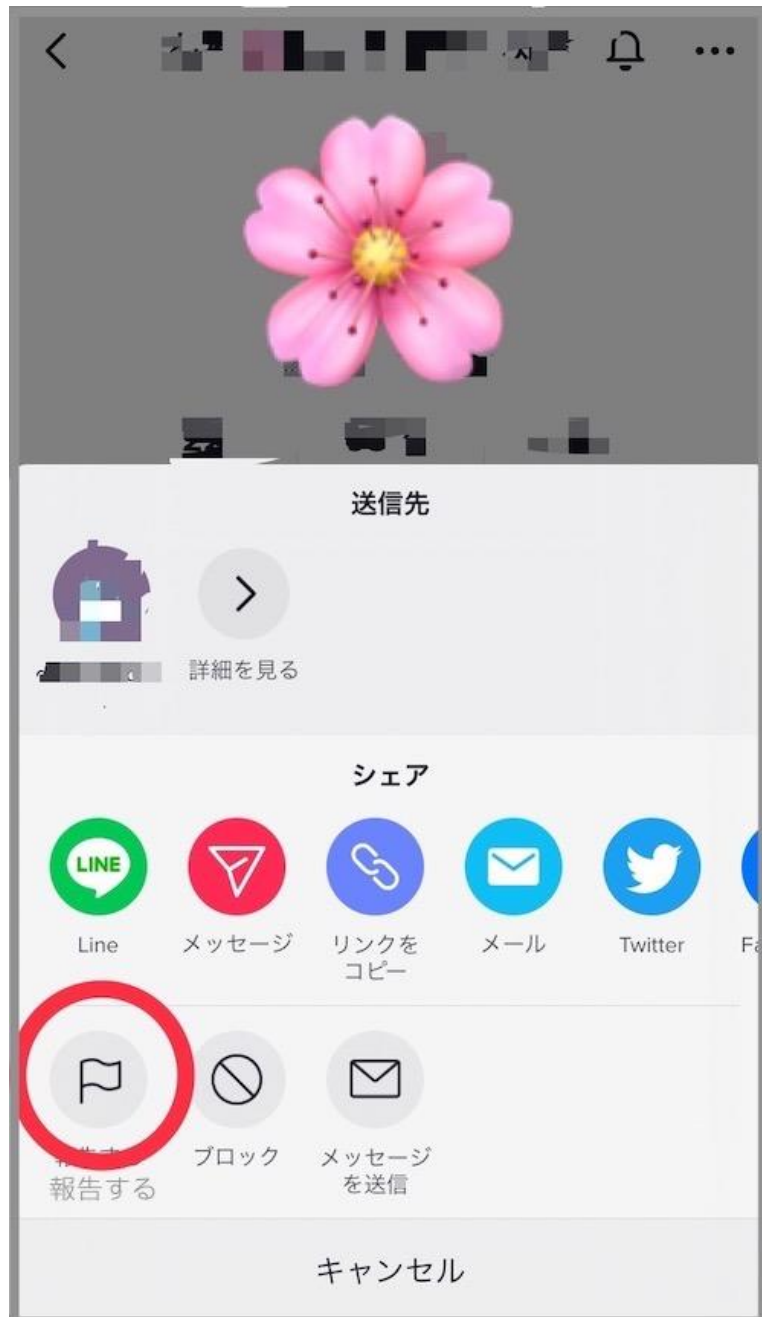 送信先
詳細を見る
シェア
LINE
Line
メッセージ
リンクを
コピー
メール
Twitter
Fa
ブロック
メッセージ
を送信
報告する
キャンセル